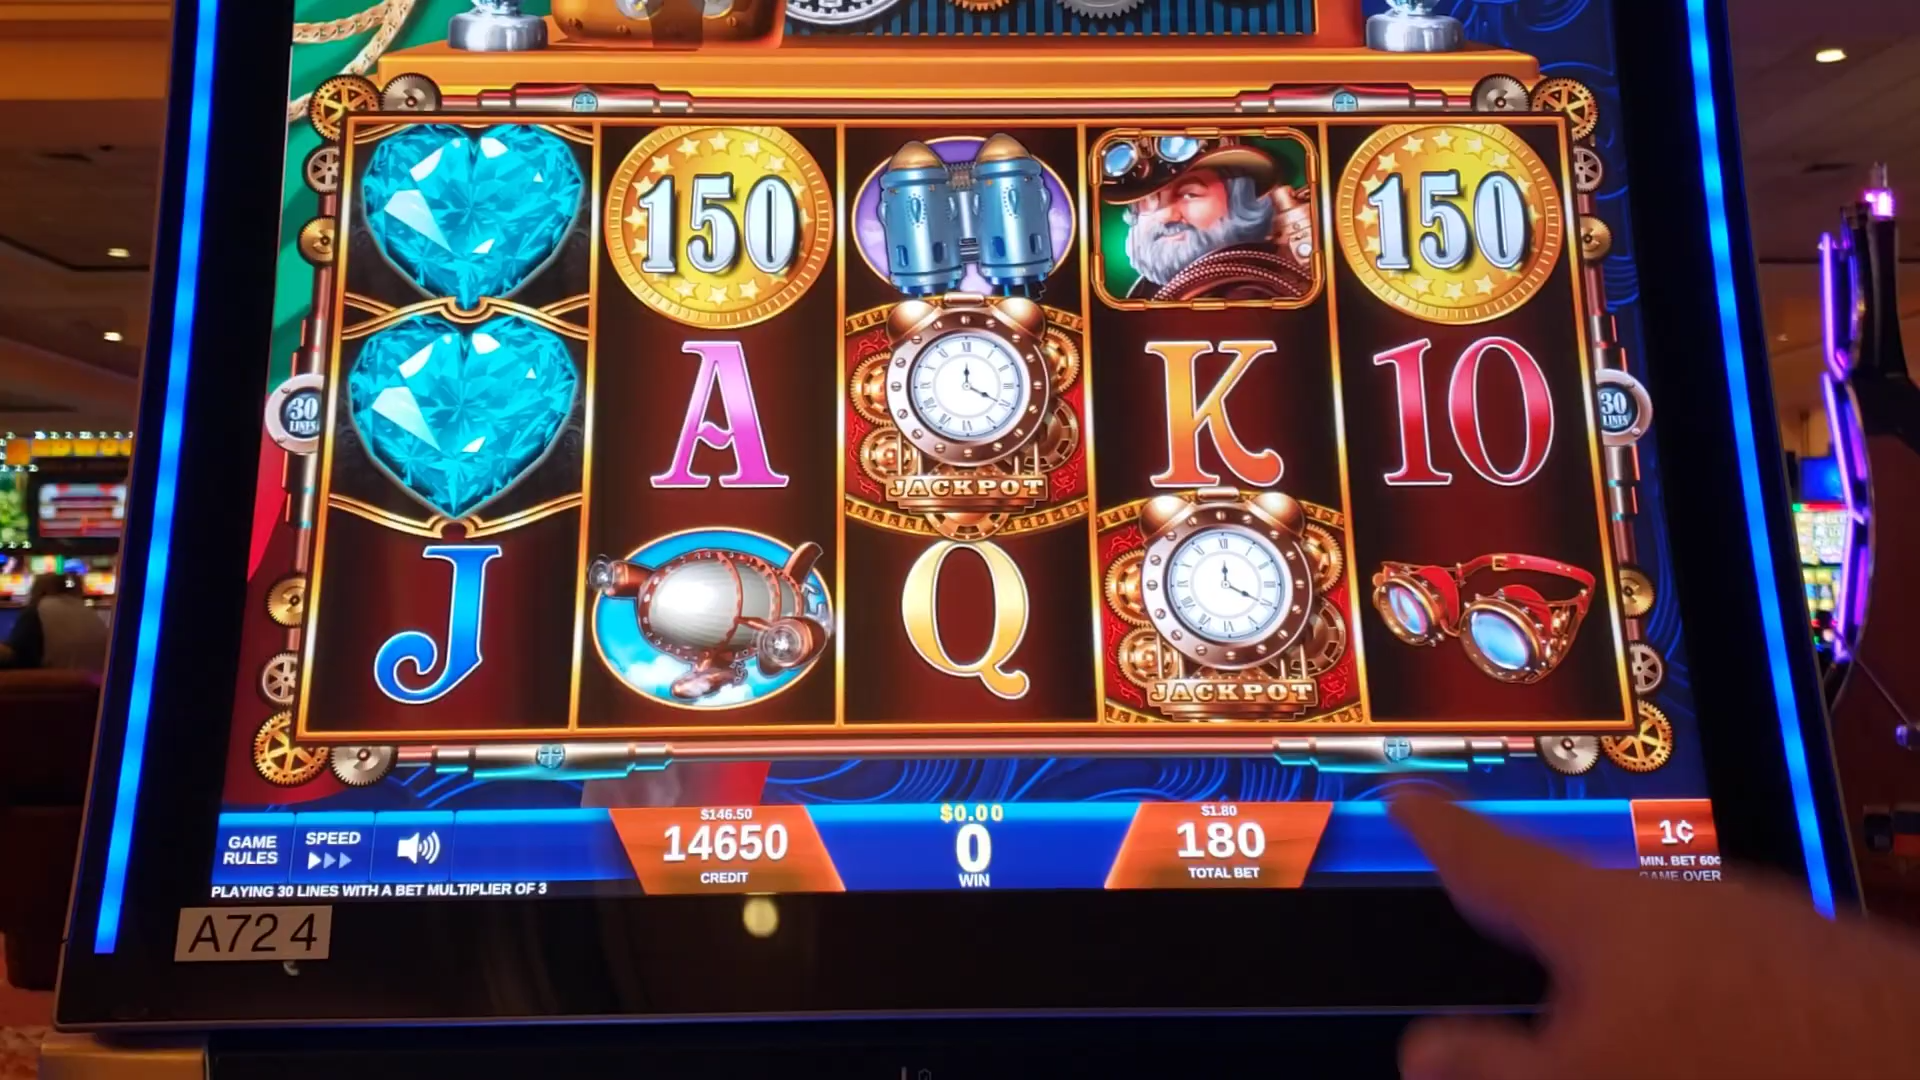 150
150
30
LINES
A
K
10
30
LINES
JACKPOT
J
Q
JACKPOT
GAME
RULES
SPEED
$146.50
14650
CREDIT
$0.00
0
WIN
$1.80
180
TOTAL BET
1¢
MIN. BET 60¢
GAME OVER
PLAYING 30 LINES WITH A BET MULTIPLIER OF 3
A72 4